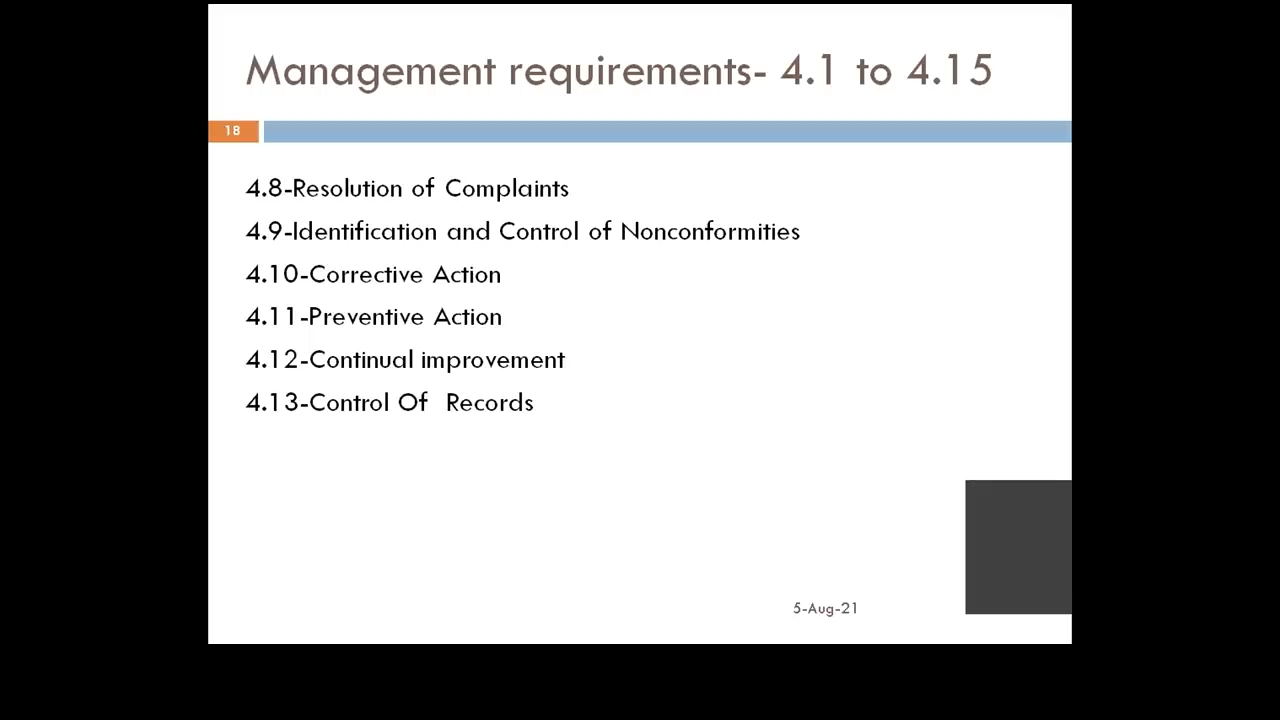 Management requirements- 4.1 to 4.15
18
4.8-Resolution of Complaints
4.9-Identification and Control of Nonconformities
4.10-Corrective Action
4.11-Preventive Action
4.12-Continual improvement
4.13-Control Of  Records
5-Aug-21